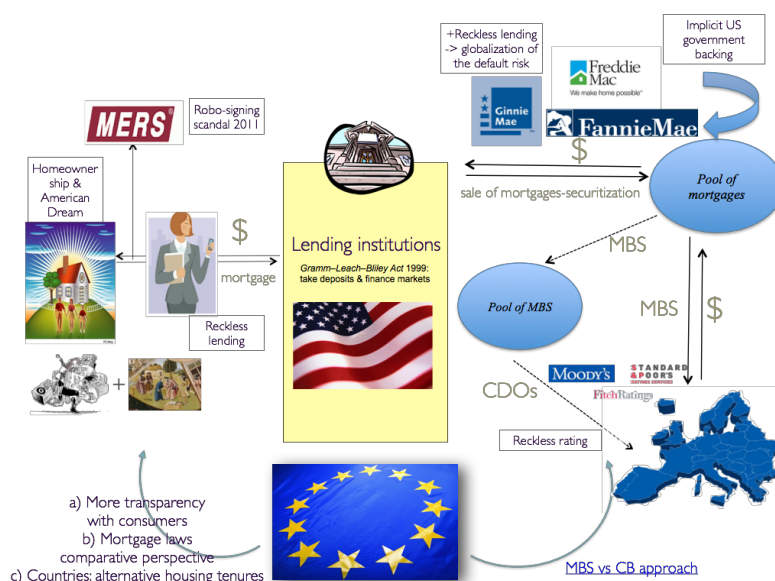 +Reckless lending
-> globalization of
the default risk
Implicit US
government
backing
Freddie
Mac
We make home possible®
Ginnie
Mae
FannieMae
MERS®
Robo-signing
scandal 2011
Homeowner
ship &
American
Dream
$
mortgage
Reckless
lending
+
Lending institutions
Gramm–Leach–Bliley Act 1999:
take deposits & finance markets
$
sale of mortgages-securitization
Pool of
mortgages
MBS
Pool of MBS
MBS
$
CDOs
Moody's
STANDARD
& POOR'S
RATINGS SERVICES
FitchRatings
Reckless rating
a) More transparency
with consumers
b) Mortgage laws
comparative perspective
c) Countries: alternative housing tenures
MBS vs CB approach